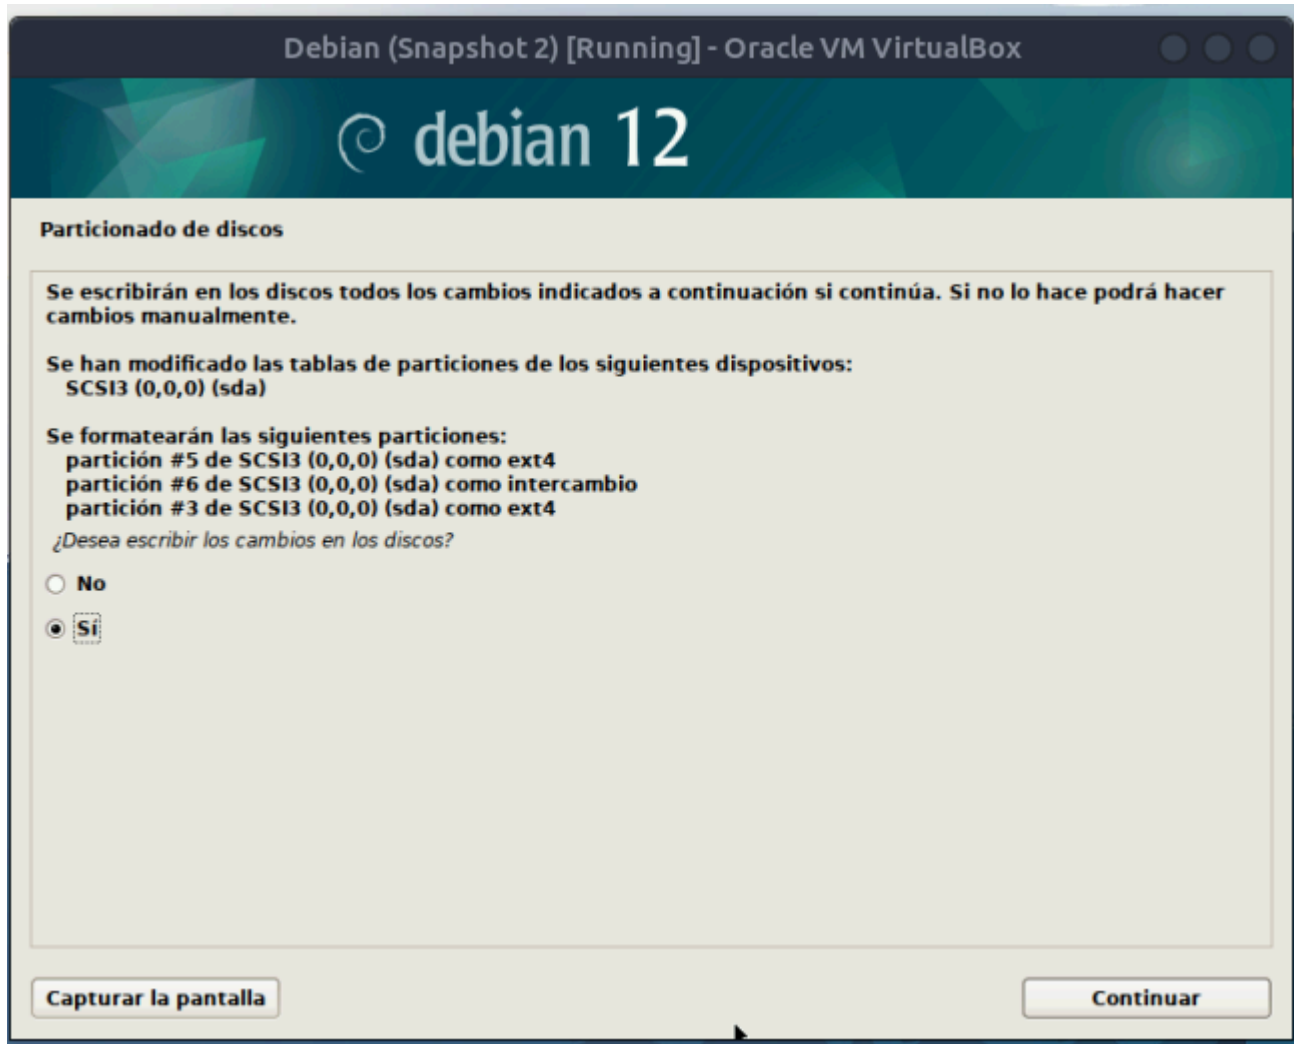 Debian (Snapshot 2) [Running] - Oracle VM VirtualBox
debian 12
Particionado de discos
Se escribirán en los discos todos los cambios indicados a continuación si continúa. Si no lo hace podrá hacer
cambios manualmente.
Se han modificado las tablas de particiones de los siguientes dispositivos:
SCSI3 (0,0,0) (sda)
Se formatearán las siguientes particiones:
partición #5 de SCSI3 (0,0,0) (sda) como ext4
partición #6 de SCSI3 (0,0,0) (sda) como intercambio
partición #3 de SCSI3 (0,0,0) (sda) como ext4
¿Desea escribir los cambios en los discos?
No
Sí
Capturar la pantalla
Continuar